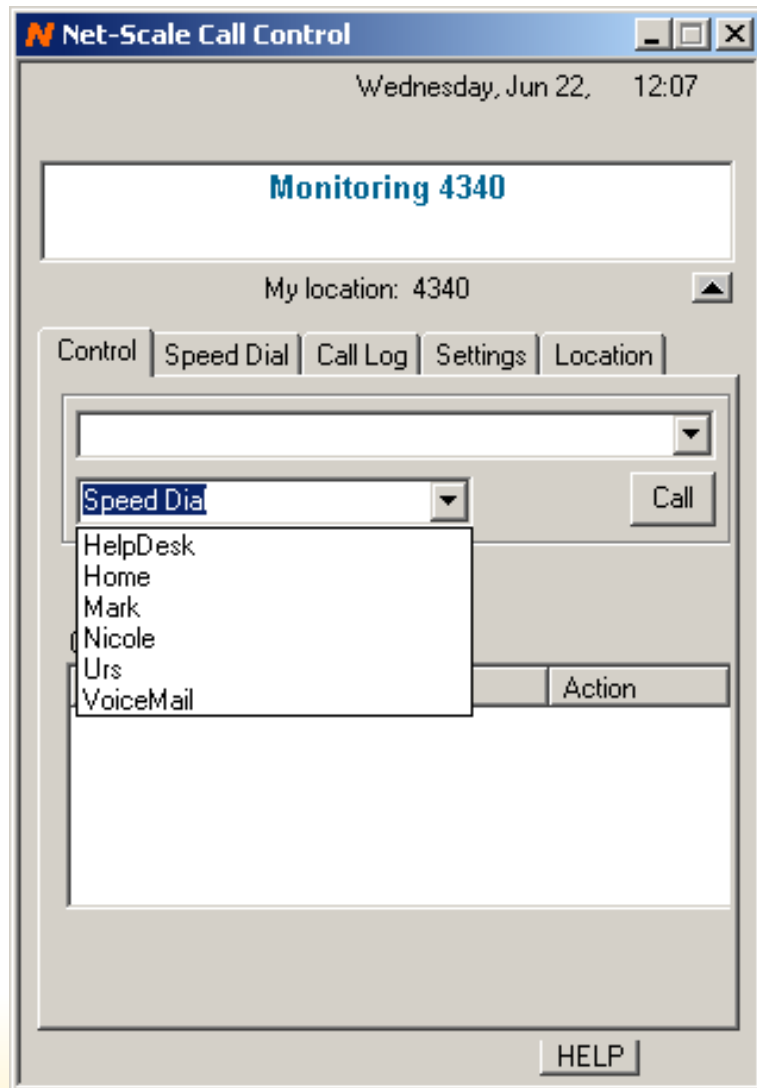 Net-Scale Call Control
Wednesday, Jun 22, 12:07
Monitoring 4340
My location: 4340
Control Speed Dial Call Log Settings Location
Speed Dial Call
HelpDesk
Home
Mark
Nicole
Urs
VoiceMail
Action
HELP